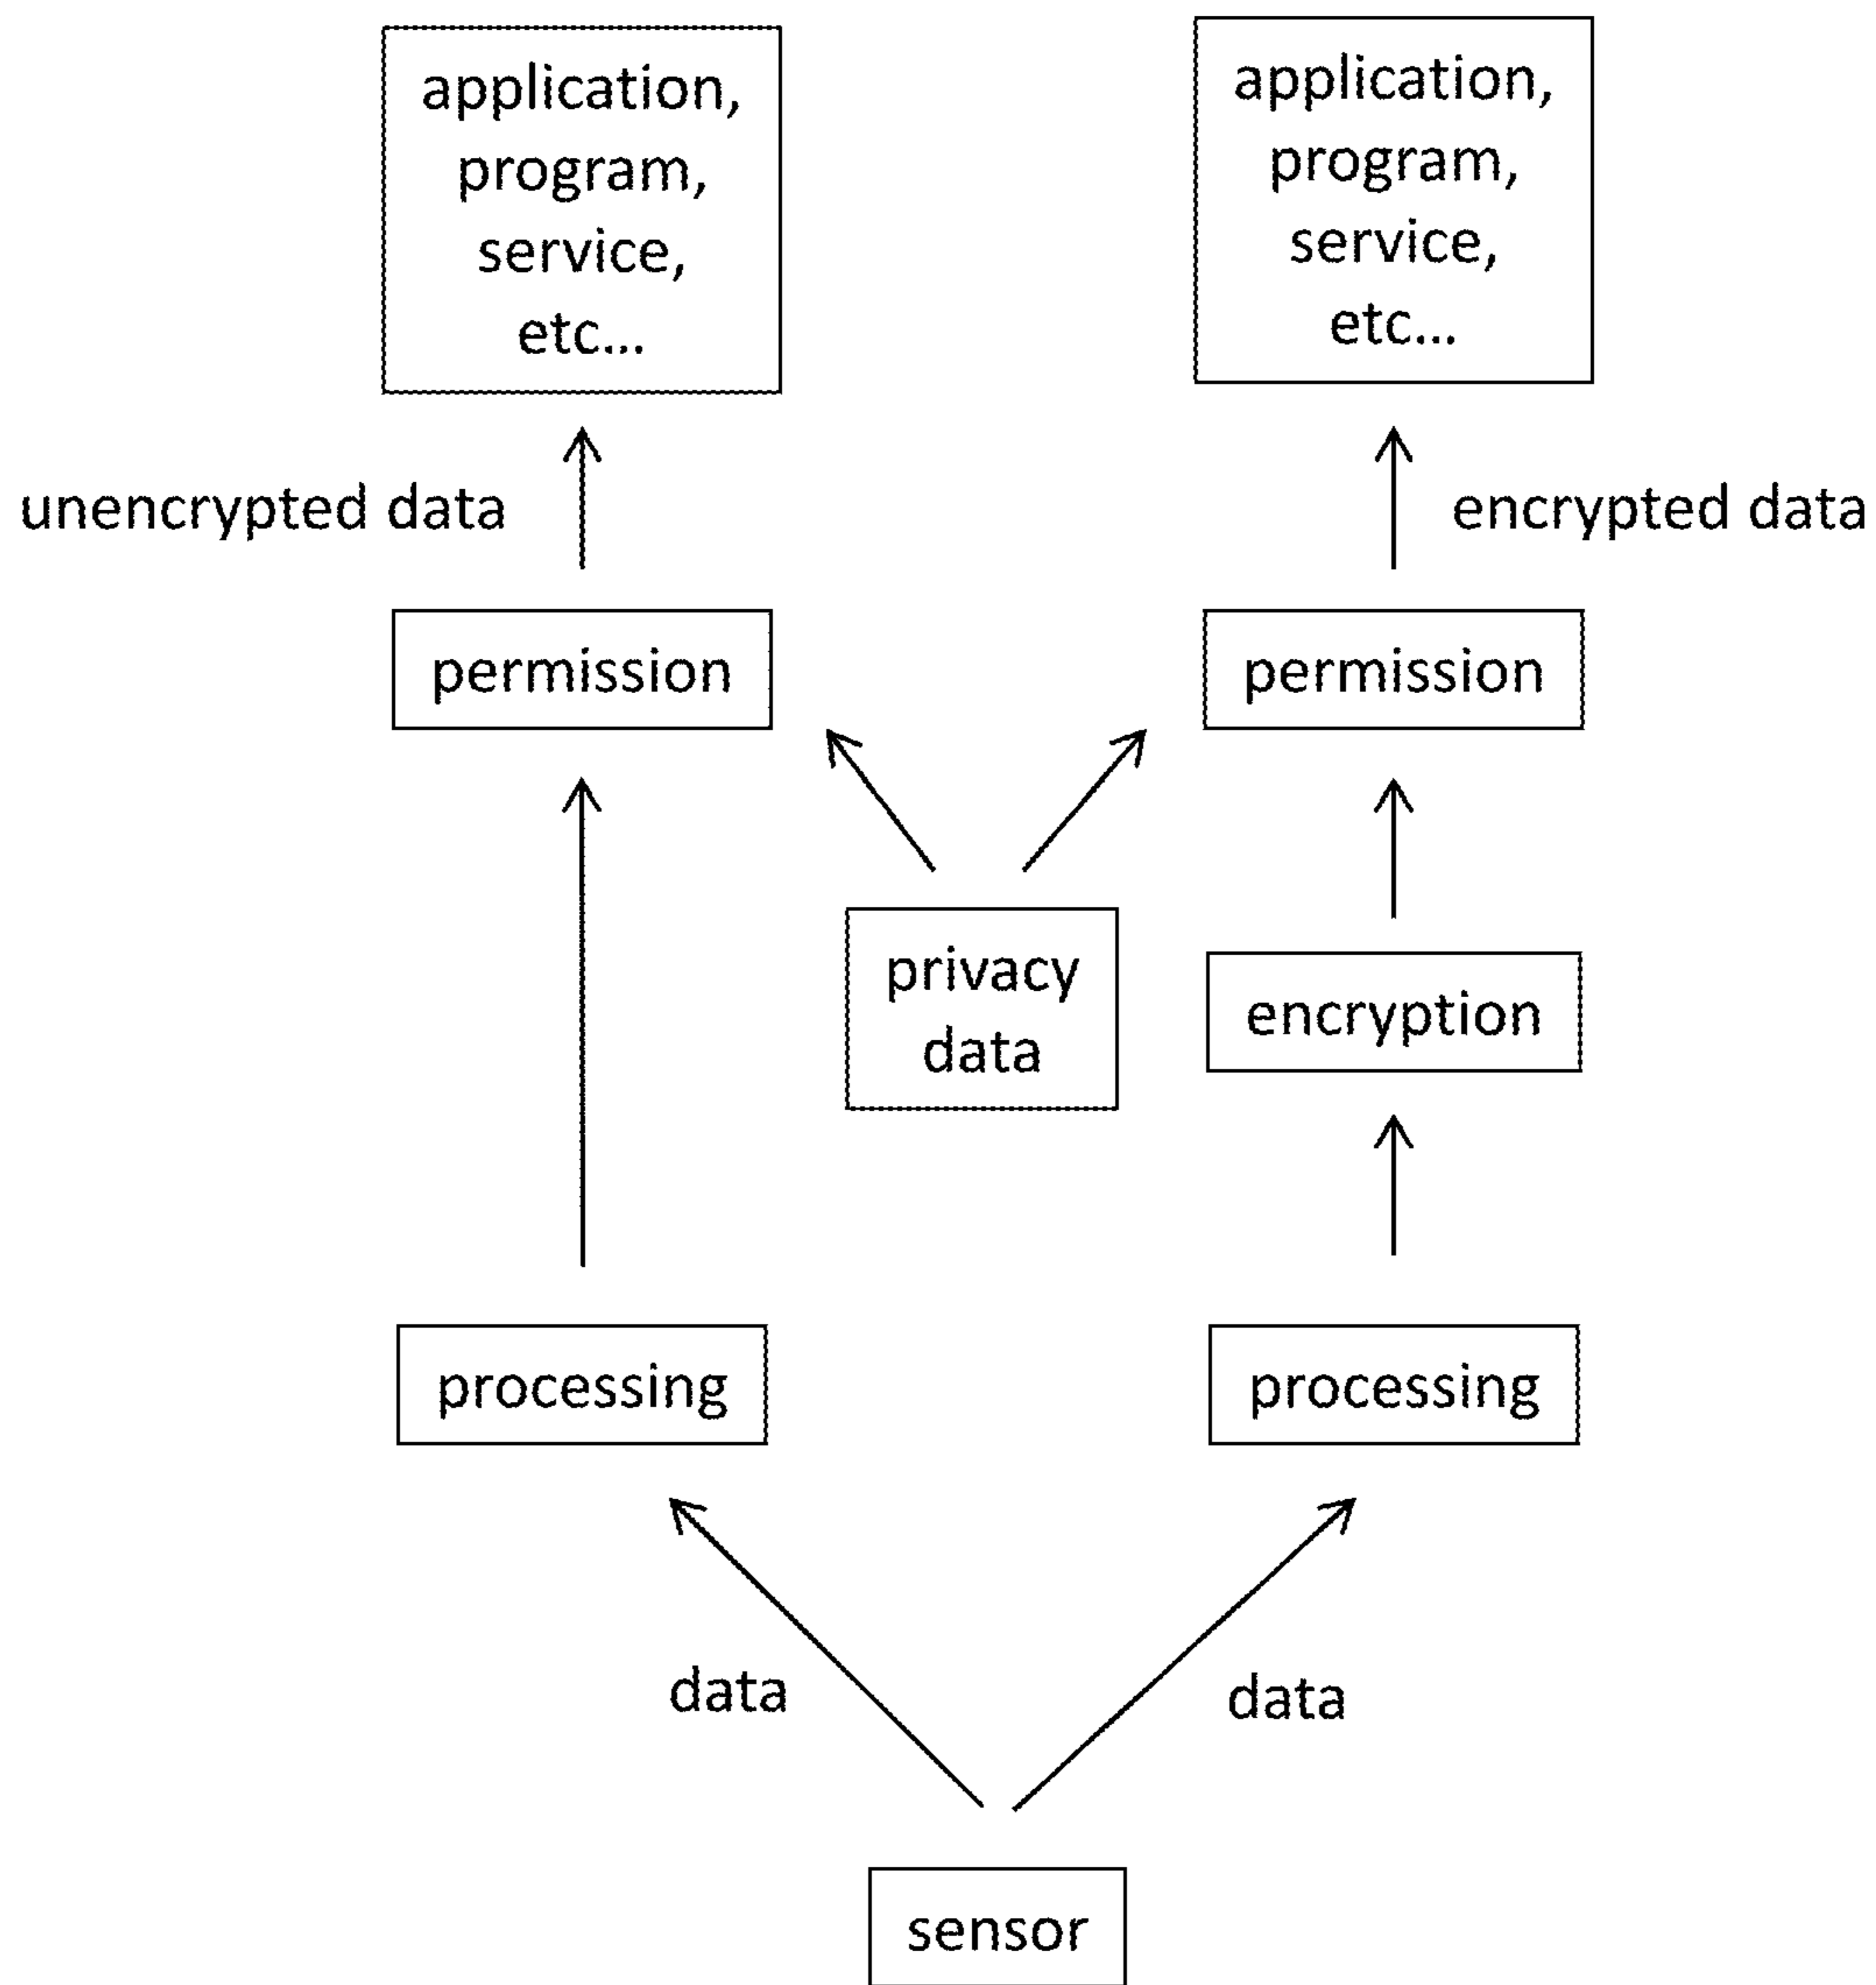 application,
program,
service,
etc...
application,
program,
service,
etc...
unencrypted data
encrypted data
permission
permission
privacy
data
encryption
processing
processing
data
data
sensor